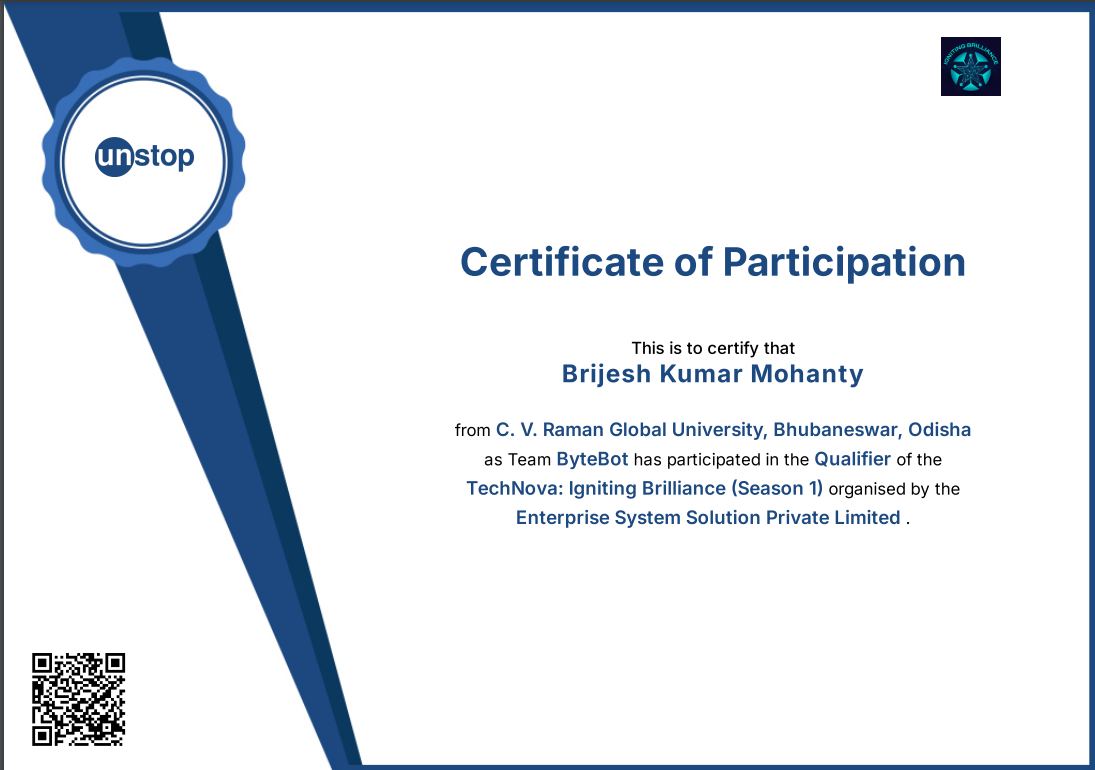 IGNITING BRILLIANCE
unstop
Certificate of Participation
This is to certify that
Brijesh Kumar Mohanty
from C. V. Raman Global University, Bhubaneswar, Odisha
as Team ByteBot has participated in the Qualifier of the
TechNova: Igniting Brilliance (Season 1) organised by the
Enterprise System Solution Private Limited .